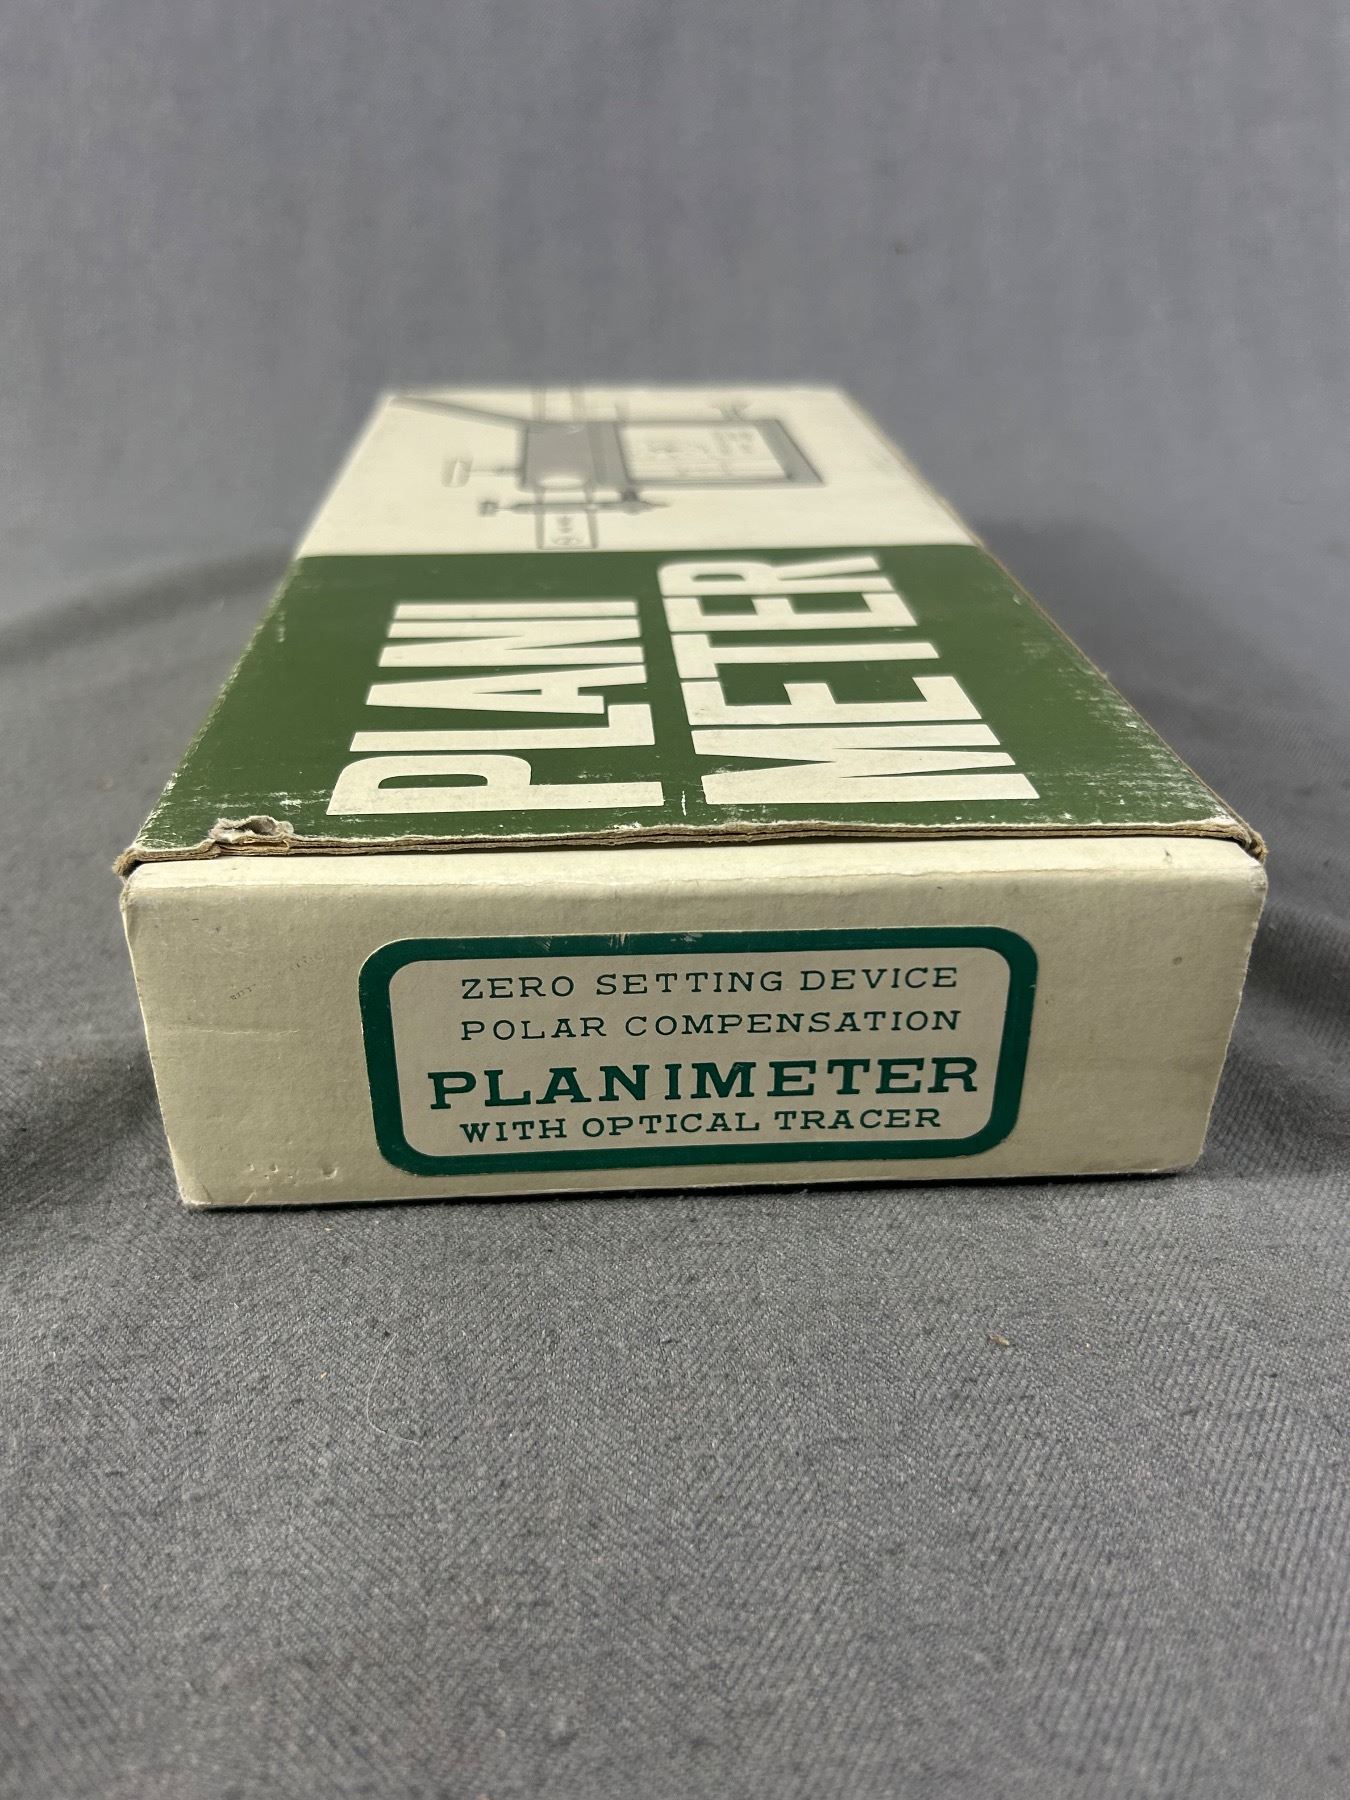 PLANI
METER
ZERO SETTING DEVICE
POLAR COMPENSATION
PLANIMETER
WITH OPTICAL TRACER